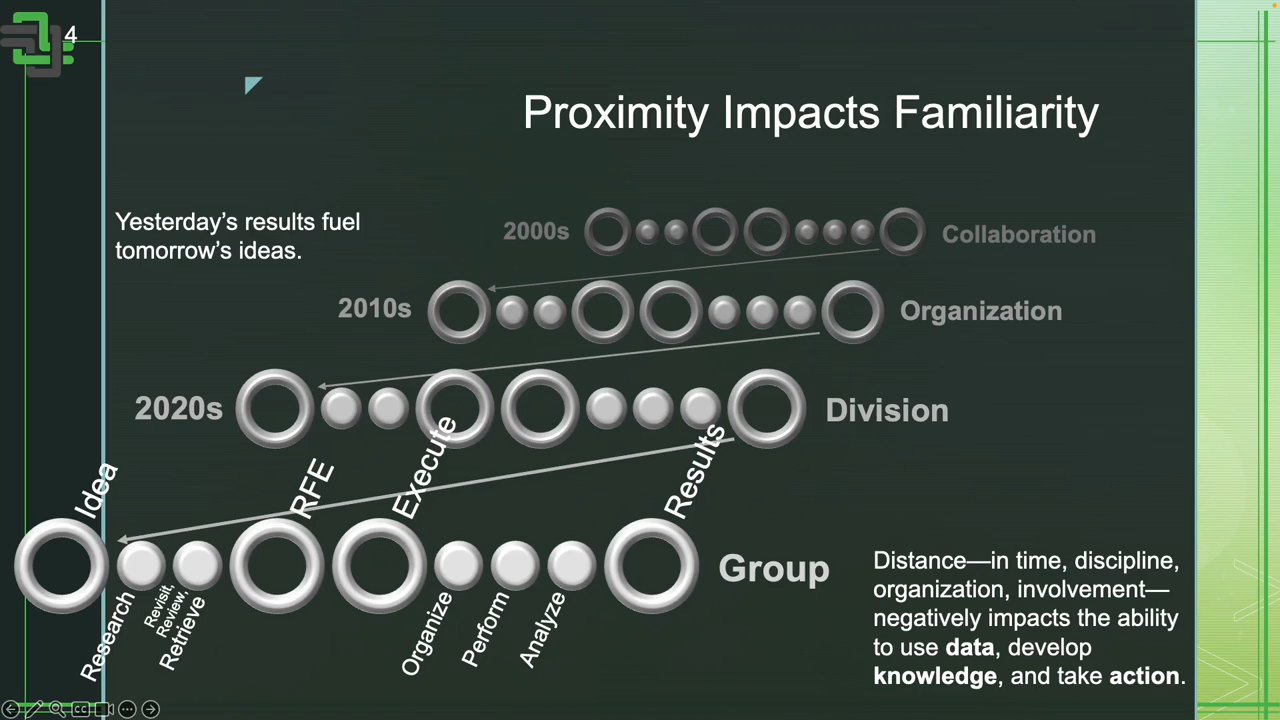 4
Proximity Impacts Familiarity
Yesterday’s results fuel
tomorrow’s ideas.
2000s
Collaboration
2010s
Organization
2020s
Division
Idea
RFE
Execute
Results
Group
Research
Revisit,
Review,
Retrieve
Organize
Perform
Analyze
Distance—in time, discipline,
organization, involvement—
negatively impacts the ability
to use data, develop
knowledge, and take action.
CC